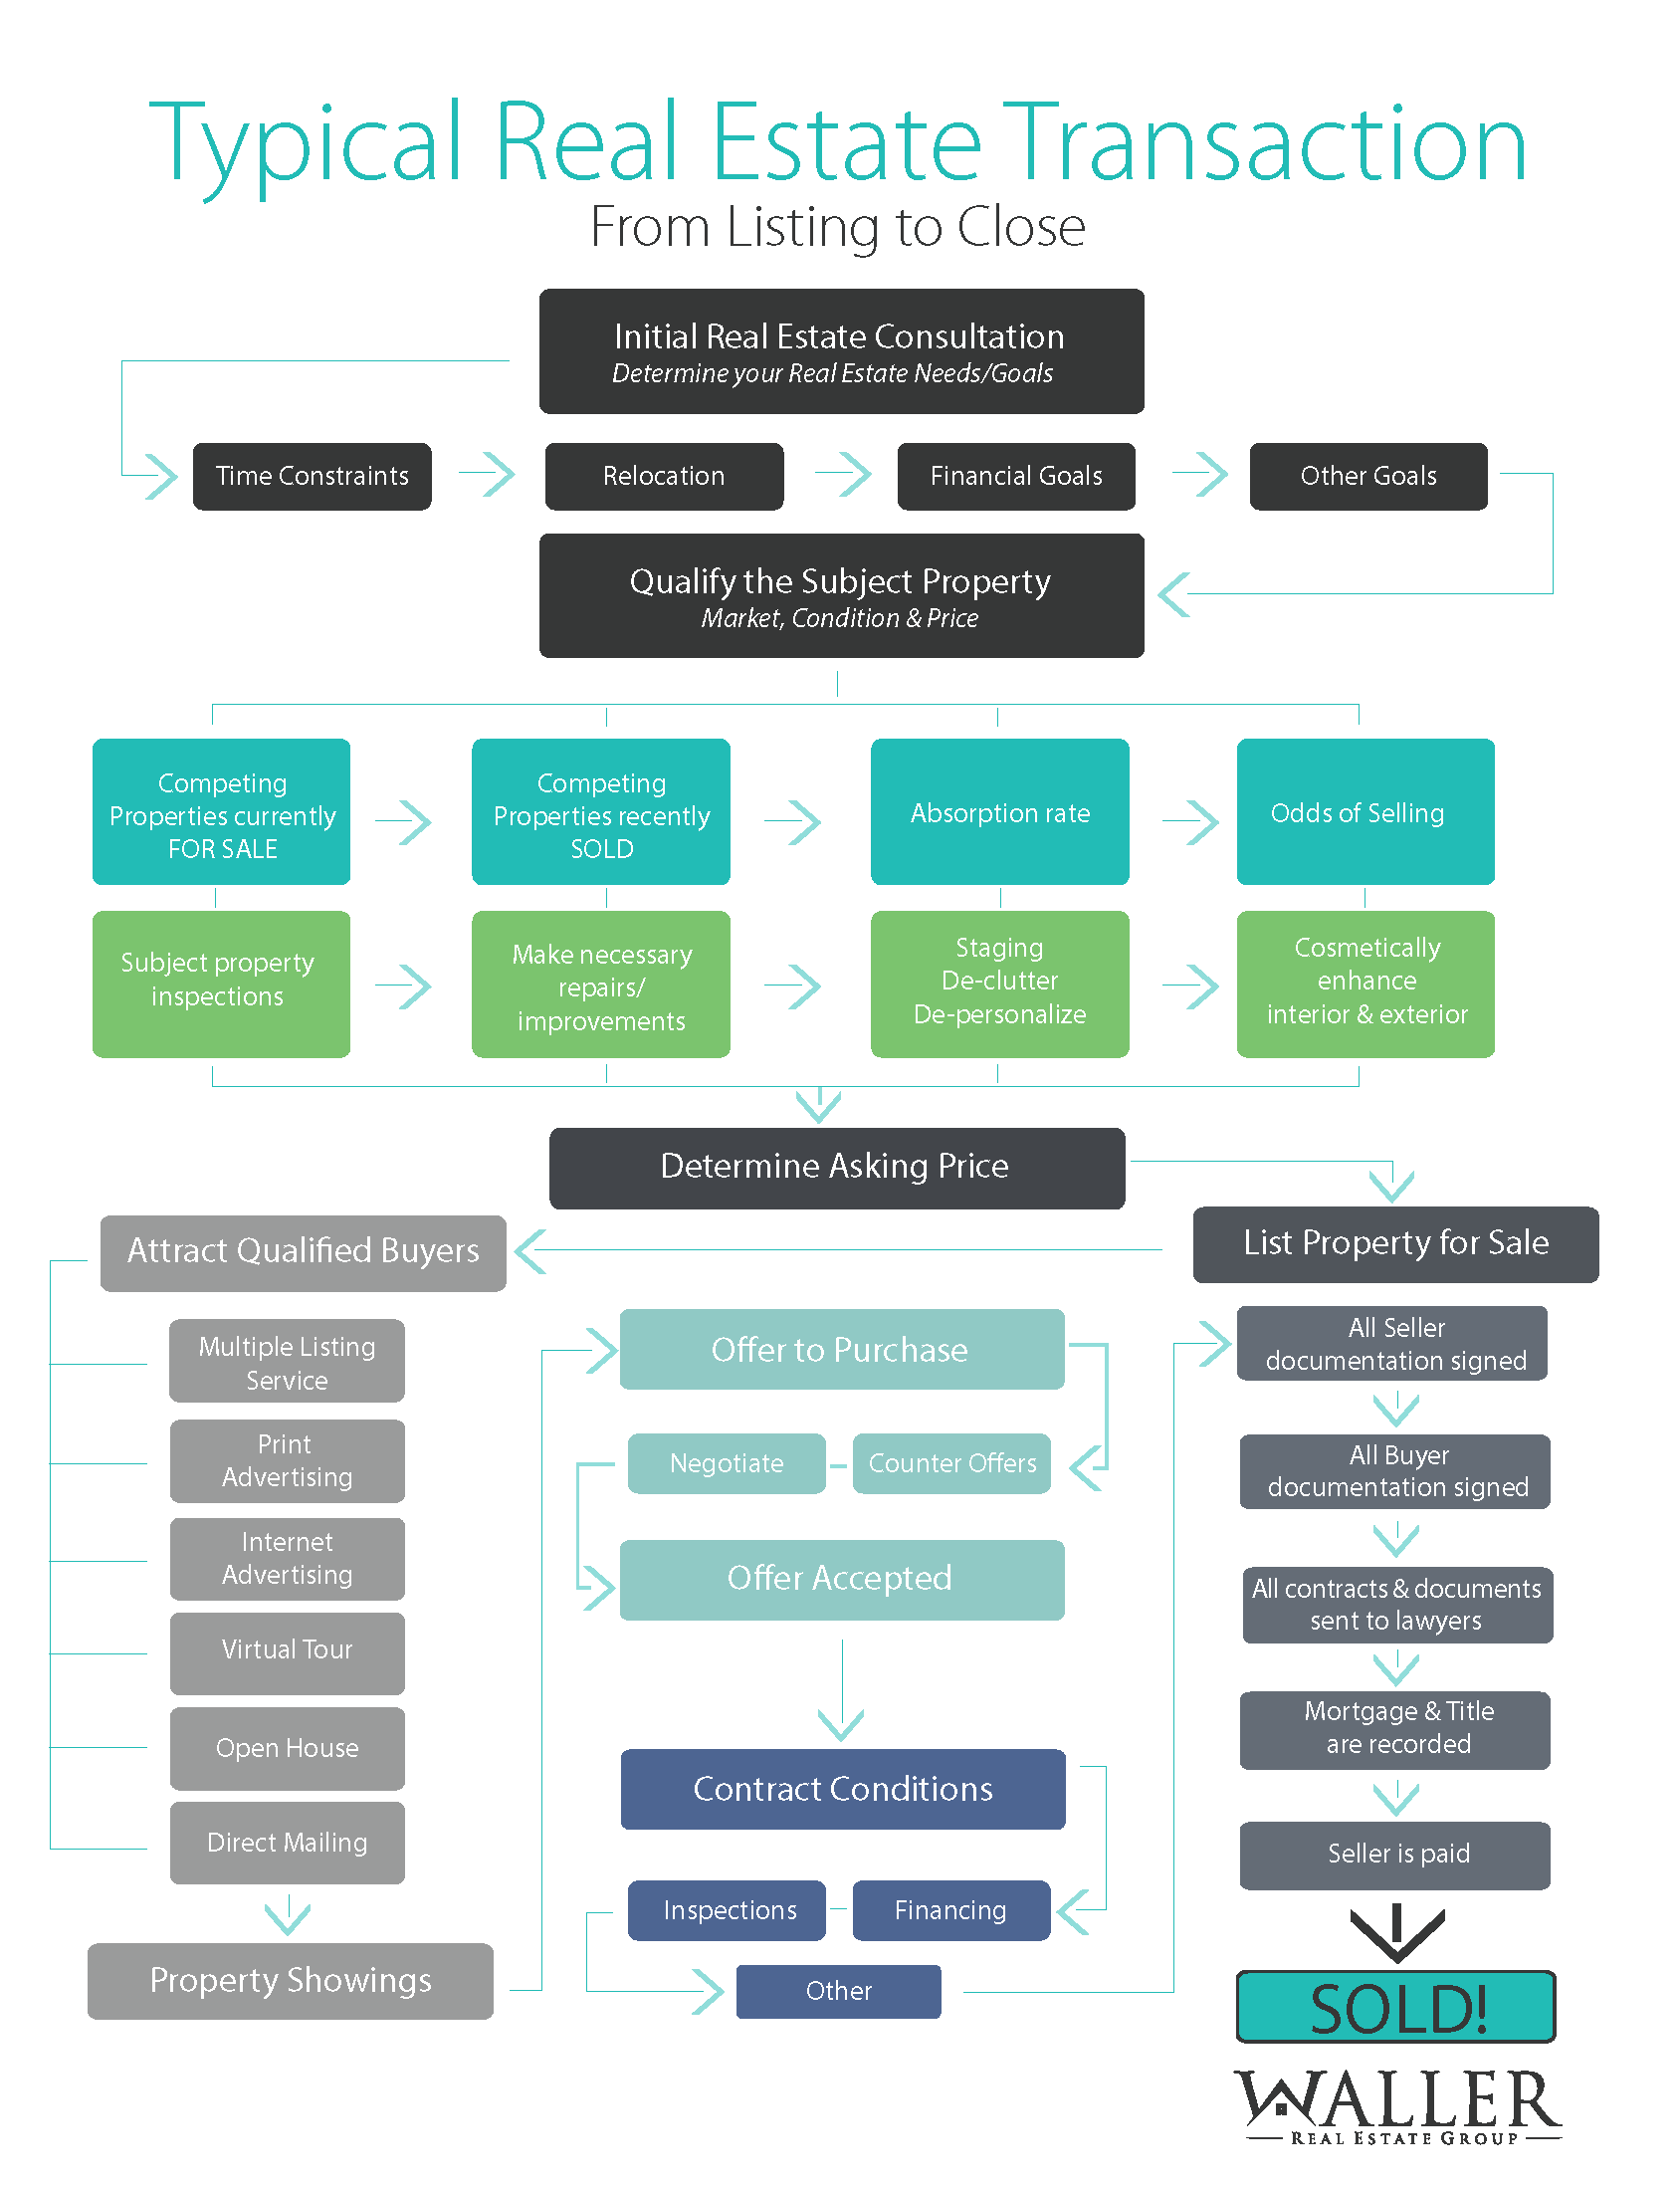 Typical Real Estate Transaction
From Listing to Close
Initial Real Estate Consultation
Determine your Real Estate Needs/Goals
Time Constraints
Relocation
Financial Goals
Other Goals
Qualify the Subject Property
Market, Condition & Price
Competing
Properties currently
FOR SALE
Competing
Properties recently
SOLD
Absorption rate
Odds of Selling
Subject property
inspections
Make necessary
repairs/
improvements
Staging
De-clutter
De-personalize
Cosmetically
enhance
interior & exterior
Determine Asking Price
List Property for Sale
Attract Qualified Buyers
Multiple Listing
Service
Print
Advertising
Internet
Advertising
Virtual Tour
Open House
Direct Mailing
Property Showings
Offer to Purchase
Negotiate
Counter Offers
Offer Accepted
Contract Conditions
Inspections
Financing
Other
All Seller
documentation signed
All Buyer
documentation signed
All contracts & documents
sent to lawyers
Mortgage & Title
are recorded
Seller is paid
SOLD!
WALLER
REAL ESTATE GROUP